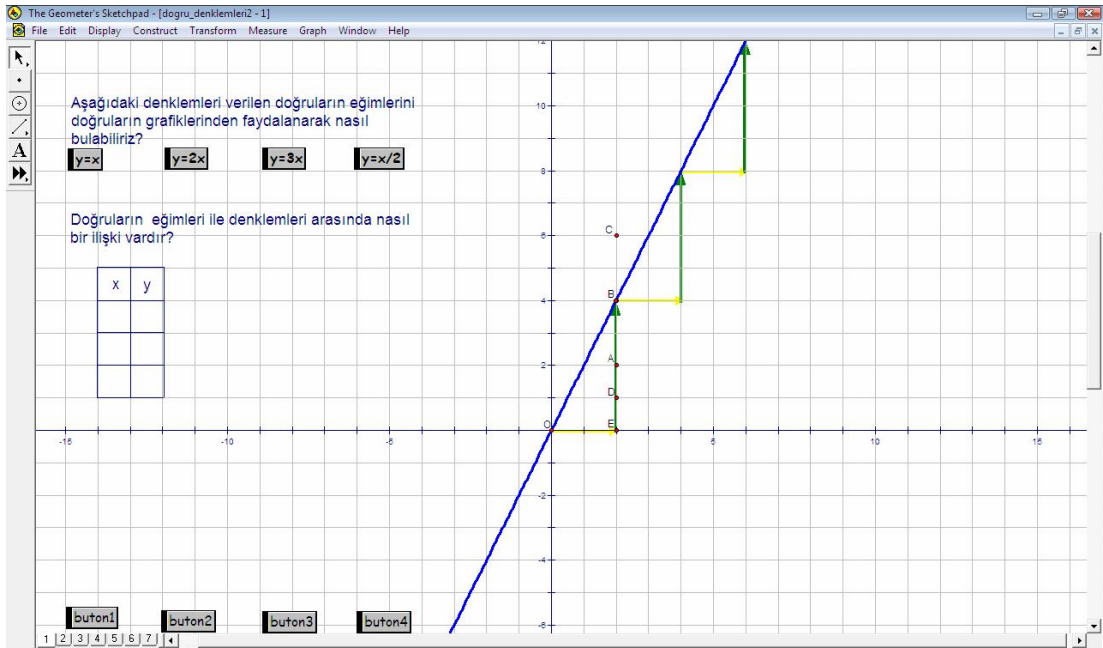 The Geometer's Sketchpad - [dogru_denklemleri2 - 1]
File Edit Display Construct Transform Measure Graph Window Help
Aşağıdaki denklemleri verilen doğruların eğimlerini
doğruların grafiklerinden faydalanarak nasıl
bulabiliriz?
y=x y=2x y=3x y=x/2
Doğruların eğimleri ile denklemleri arasında nasıl
bir ilişki vardır?
x y
12
10
8
C
6
B
4
A
2
D
O E
-15 -10 -5 5 10 15
-2
-4
-6
buton1 buton2 buton3 buton4
1 2 3 4 5 6 7
A